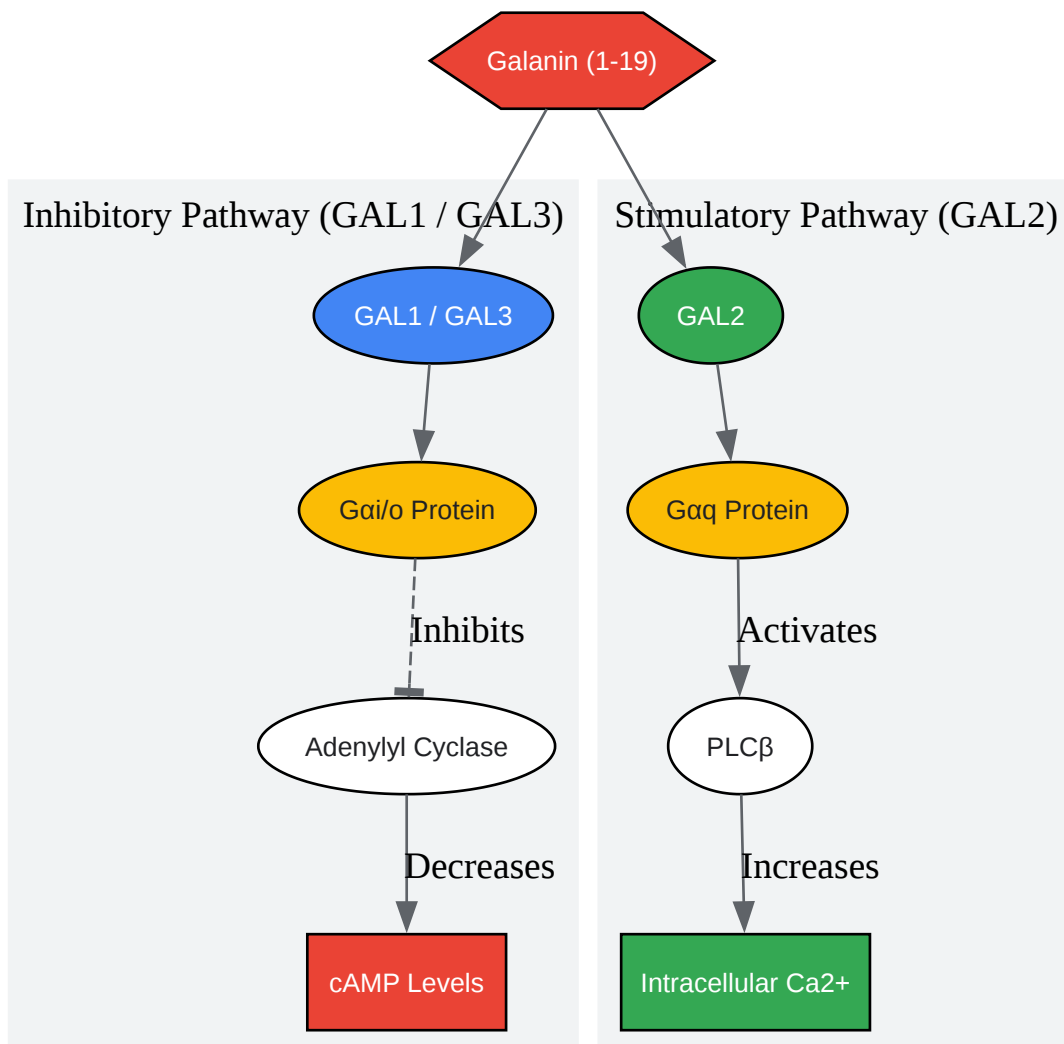 Galanin (1-19)
Inhibitory Pathway (GAL1 / GAL3)
GAL1 / GAL3
Gαi/o Protein
Inhibits
Adenylyl Cyclase
Decreases
cAMP Levels
Stimulatory Pathway (GAL2)
GAL2
Gαq Protein
Activates
PLCβ
Increases
Intracellular Ca2+